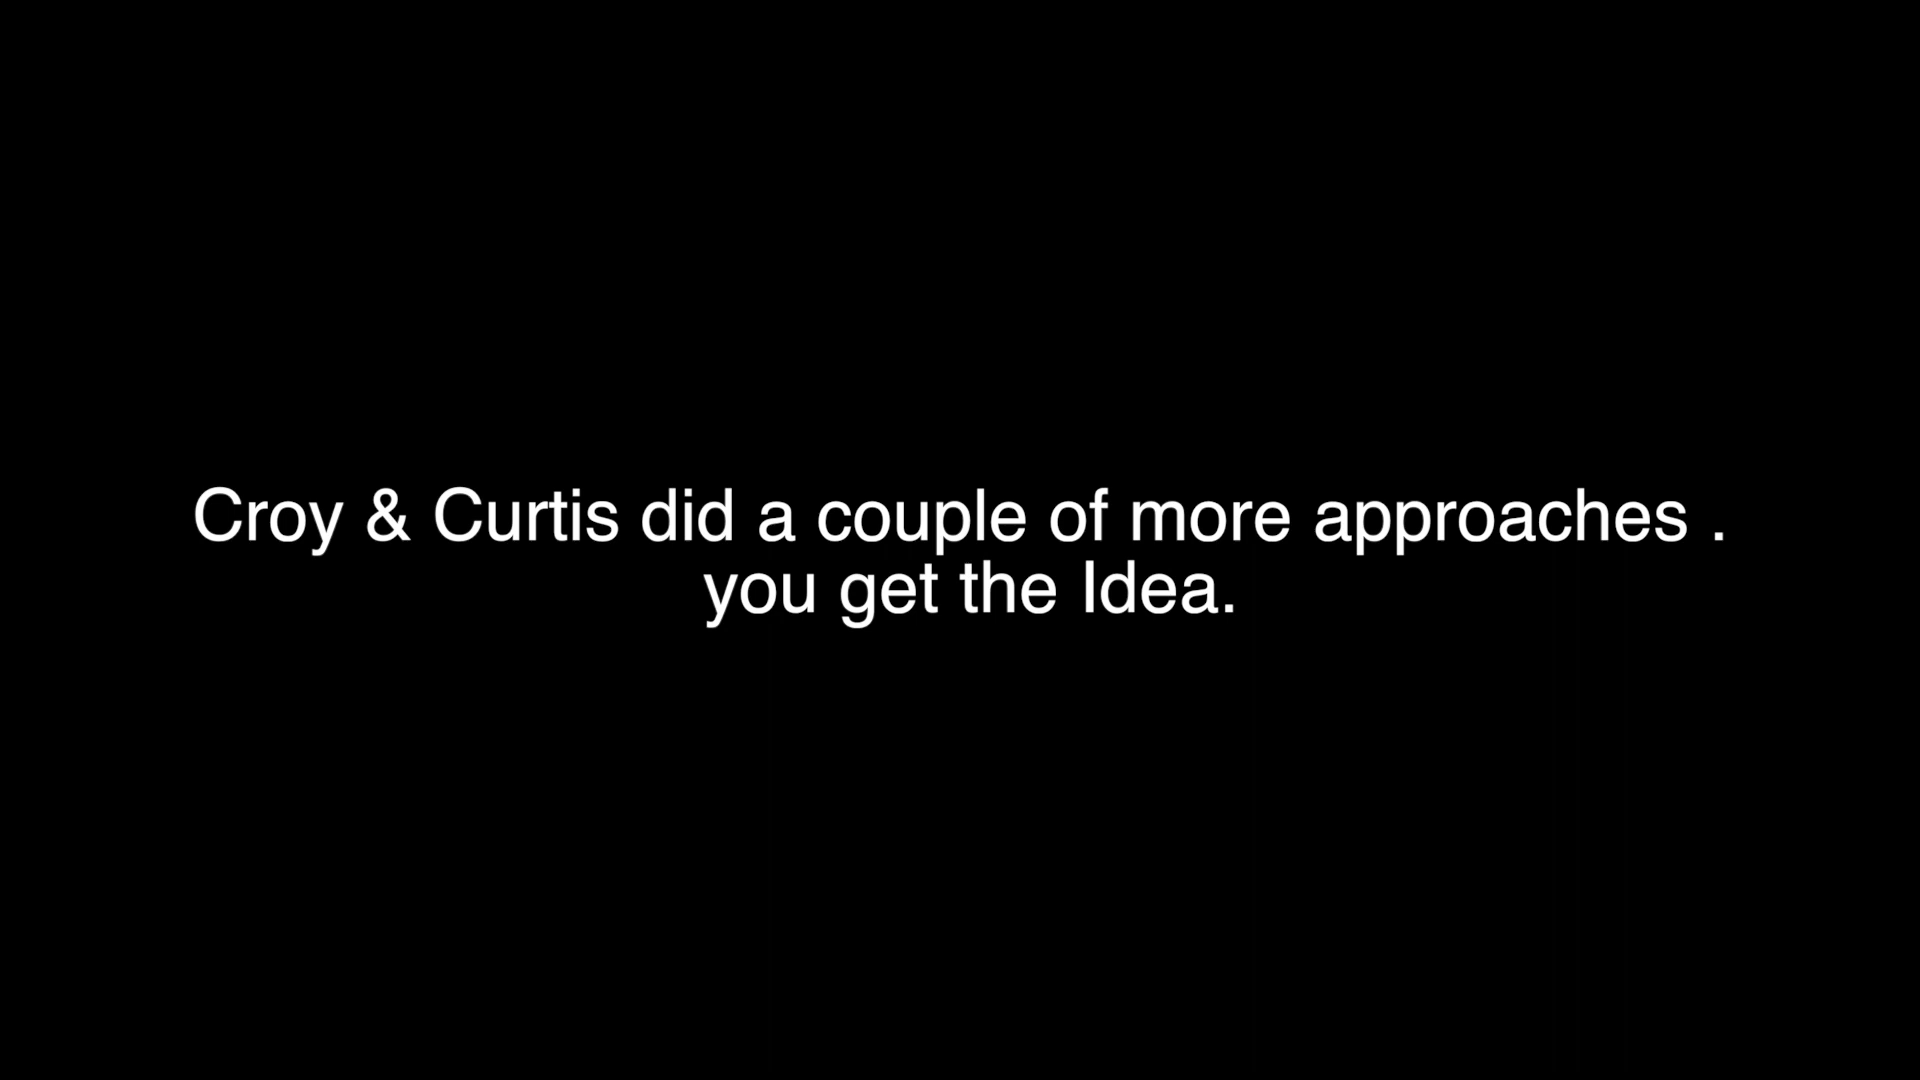 Croy & Curtis did a couple of more approaches .
you get the Idea.